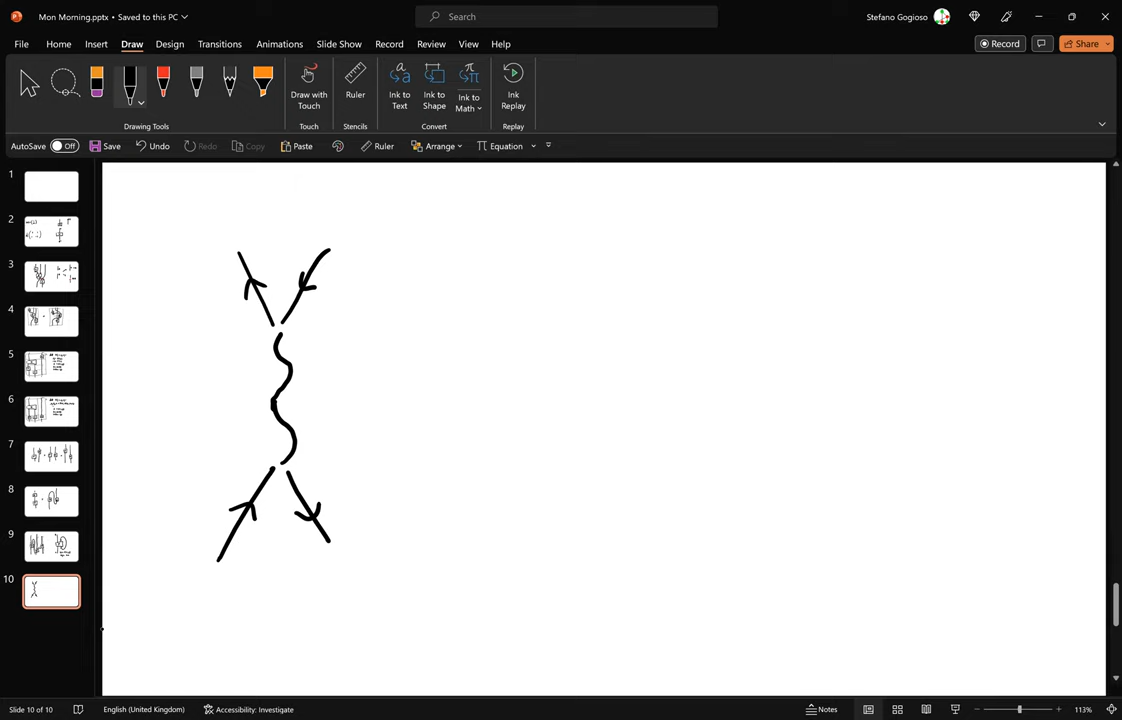 Mon Morning.pptx • Saved to this PC
Search
Stefano Gogioso
File Home Insert Draw Design Transitions Animations Slide Show Record Review View Help
Record
Share
Draw with Touch
Ruler
Ink to Text
Ink to Shape
Ink to Math
Ink Replay
Drawing Tools
Touch
Stencils
Convert
Replay
AutoSave Off Save Undo Redo Copy Paste Ruler Arrange Equation
1
2
3
4
5
6
7
8
9
10
Slide 10 of 10 English (United Kingdom) Accessibility: Investigate Notes 113%